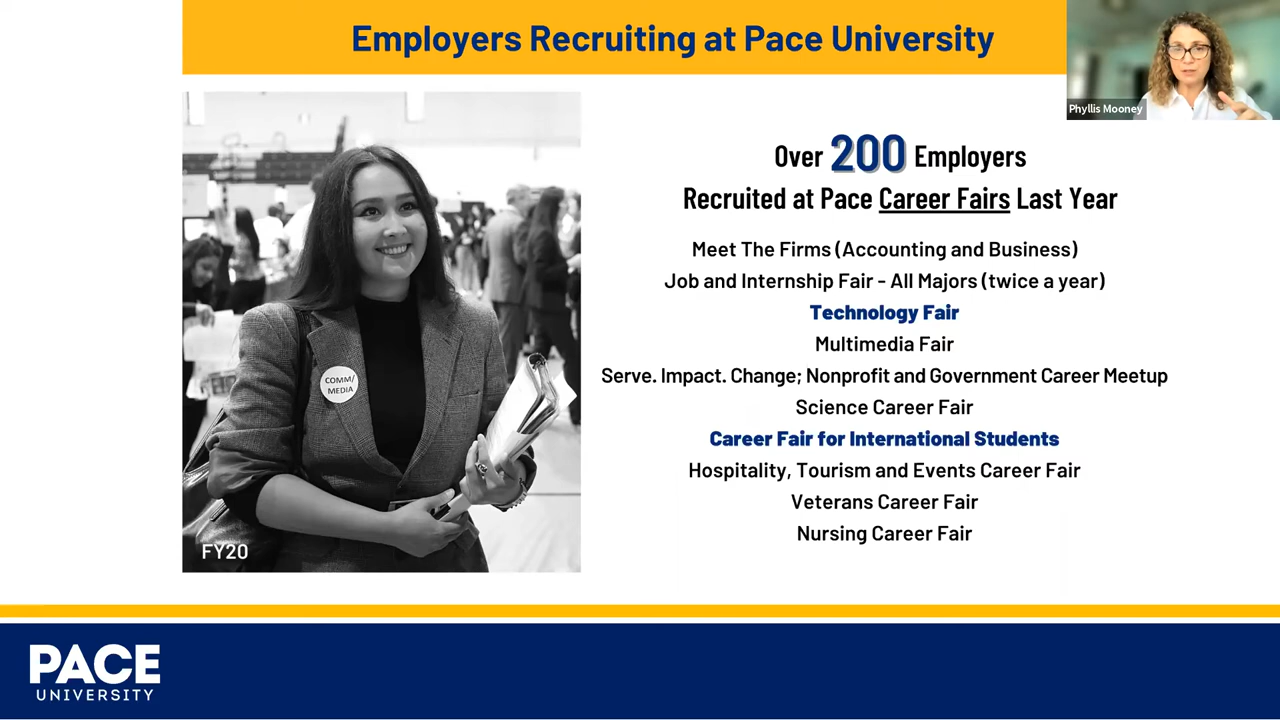 Employers Recruiting at Pace University
Phyllis Mooney
Over 200 Employers
Recruited at Pace Career Fairs Last Year
Meet The Firms (Accounting and Business)
Job and Internship Fair - All Majors (twice a year)
Technology Fair
Multimedia Fair
Serve. Impact. Change; Nonprofit and Government Career Meetup
Science Career Fair
Career Fair for International Students
Hospitality, Tourism and Events Career Fair
Veterans Career Fair
Nursing Career Fair
COMM/
MEDIA
FY20
PACE
UNIVERSITY